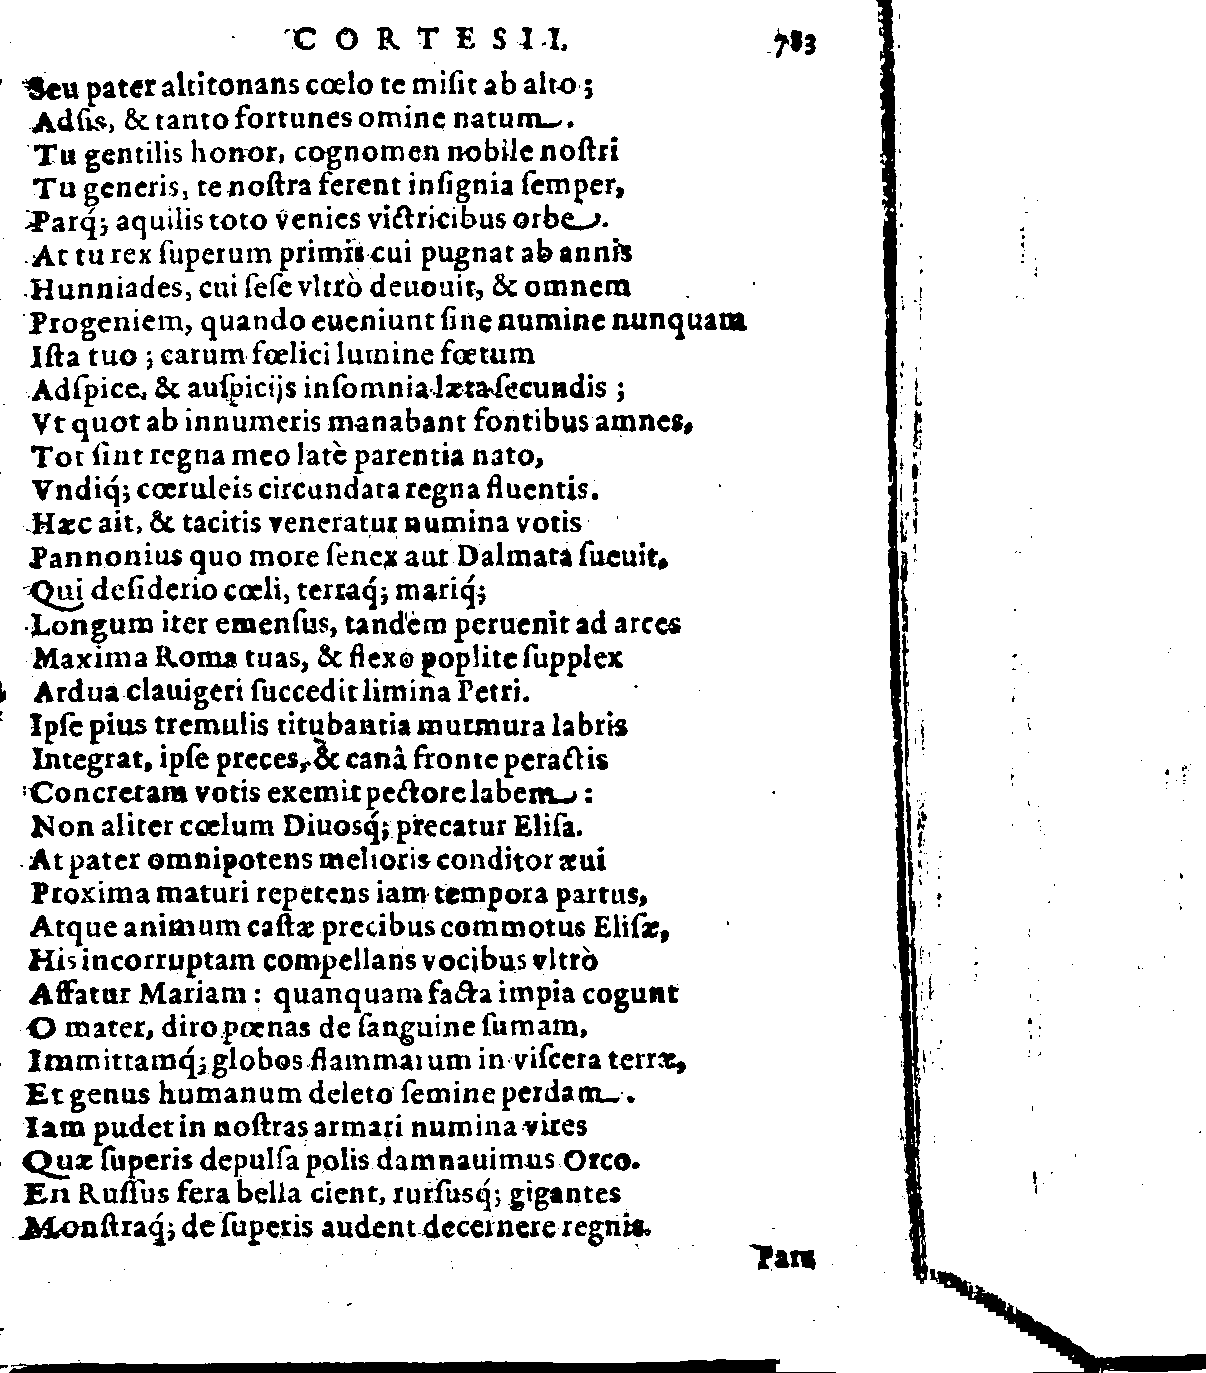 CORTESII. 783
Seu pater altitonans cœlo te miſit ab alto;
Adſis, & tanto fortunes omine natum.
Tu gentilis honor, cognomen nobile noſtri
Tu generis, te noſtra ferent inſignia ſemper,
Parq́; aquilis toto venies victricibus orbe.
At tu rex ſuperum primis cui pugnat ab annis
Hunniades, cui ſeſe vltrò deuouit, & omnem
Progeniem, quando eueniunt ſine numine nunquam
Iſta tuo; carum fœlici lumine fœtum
Adſpice, & auſpicijs inſomnia læta ſecundis;
Vt quot ab innumeris manabant fontibus amnes,
Tot ſint regna meo latè parentia nato,
Vndiq́; cœruleis circundata regna fluentis.
Hæc ait, & tacitis veneratur numina votis
Pannonius quo more ſenex aut Dalmata ſueuit,
Qui deſiderio cœli, terraq́; mariq́;
Longum iter emenſus, tandem peruenit ad arces
Maxima Roma tuas, & flexo poplite ſupplex
Ardua clauigeri ſuccedit limina Petri.
Ipſe pius tremulis titubantia murmura labris
Integrat, ipſe preces, & canâ fronte peractis
Concretam votis exemit pectore labem:
Non aliter cœlum Diuosq́; precatur Eliſa.
At pater omnipotens melioris conditor æui
Proxima maturi repetens iam tempora partus,
Atque animum caſtæ precibus commotus Eliſæ,
His incorruptam compellans vocibus vltrò
Affatur Mariam: quanquam facta impia cogunt
O mater, diro pœnas de ſanguine ſumam,
Immittamq́; globos flammarum in viſcera terræ,
Et genus humanum deleto ſemine perdam.
Iam pudet in noſtras armari numina vires
Quæ ſuperis depulſa polis damnauimus Orco.
En Ruſſus fera bella cient, rurſusq́; gigantes
Monſtraq́; de ſuperis audent decernere regnis.
Pars